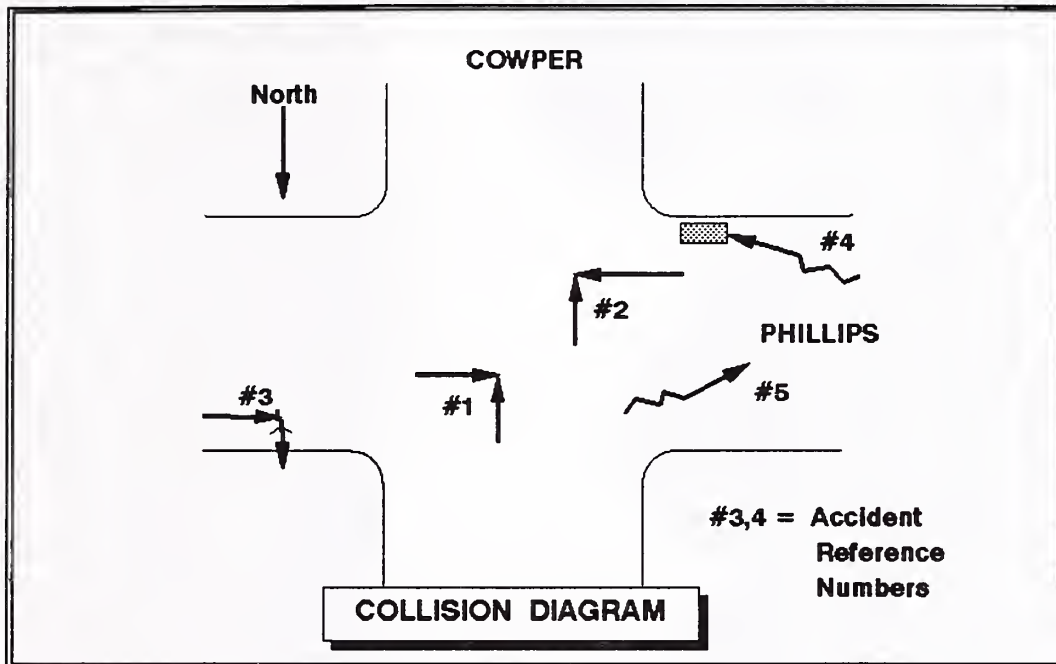 COWPER
North
#4
#2
PHILLIPS
#3
#1
#5
#3,4 = Accident
Reference
Numbers
COLLISION DIAGRAM